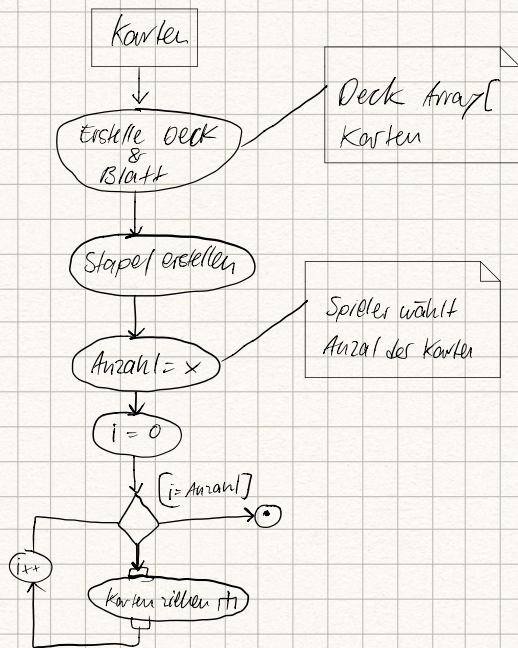 Karten
Erstelle Deck
&
Blatt
Deck Array[
Karten
Stapel erstellen
Spieler wählt
Anzal der Karten
Anzahl = x
i = 0
[i=Anzahl]
i++
Karten ziehen